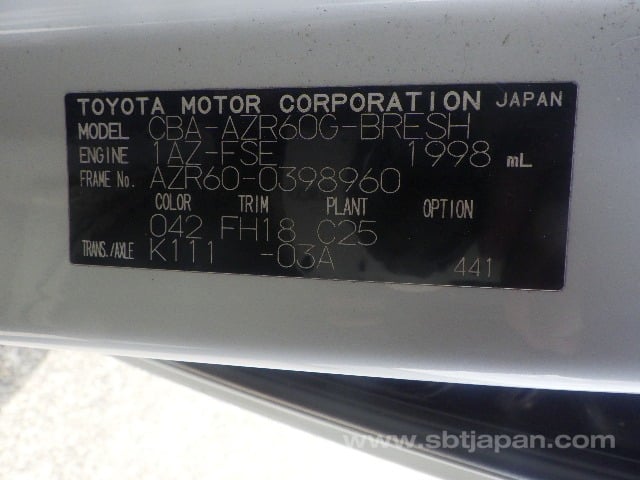 TOYOTA MOTOR CORPORATION JAPAN
MODEL CBA-AZR60G-BRESH
ENGINE 1AZ-FSE 1998 mL
FRAME No. AZR60-0398960
COLOR TRIM PLANT OPTION
042 FH18 C25
TRANS./AXLE K111 -03A 441
www.sbtjapan.com